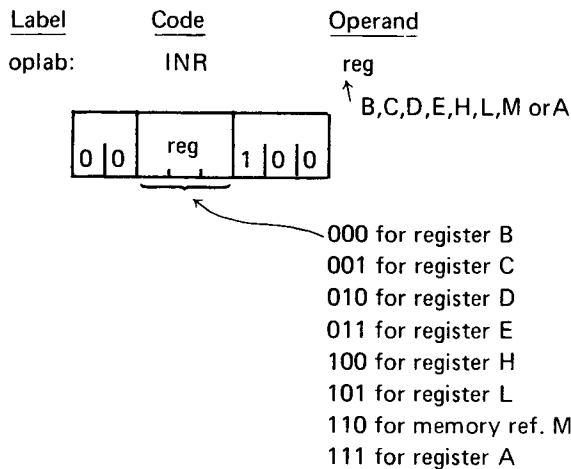 Label Code Operand
oplab: INR reg
B,C,D,E,H,L,M or A
0 0 reg 1 0 0
000 for register B
001 for register C
010 for register D
011 for register E
100 for register H
101 for register L
110 for memory ref. M
111 for register A